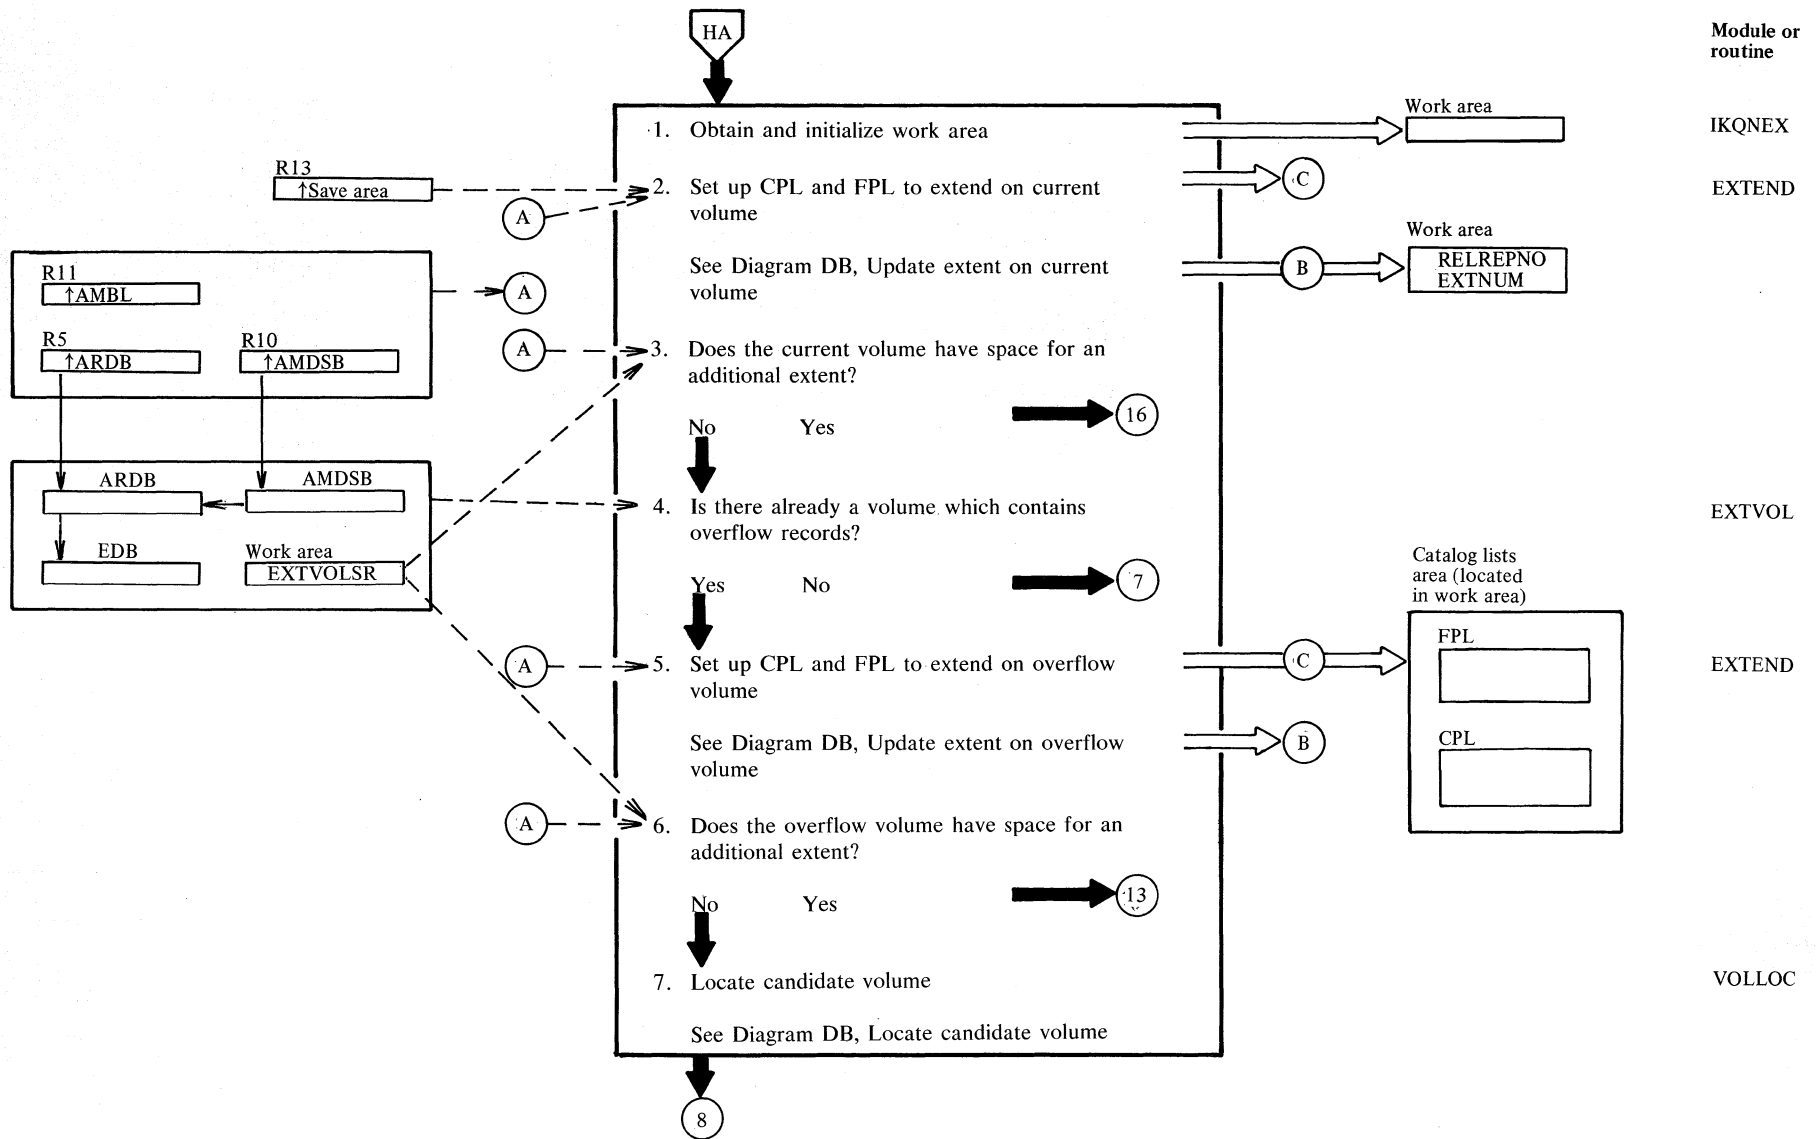 HA
Module or
routine
1. Obtain and initialize work area
Work area
IKQNEX
R13
↑Save area
2. Set up CPL and FPL to extend on current
volume
C
EXTEND
A
See Diagram DB, Update extent on current
volume
B
Work area
RELREPNO
EXTNUM
R11
↑AMBL
A
R5
↑ARDB
R10
↑AMDSB
A
3. Does the current volume have space for an
additional extent?
No Yes
16
ARDB
AMDSB
4. Is there already a volume which contains
overflow records?
EXTVOL
EDB
Work area
EXTVOLSR
Yes No
7
Catalog lists
area (located
in work area)
A
5. Set up CPL and FPL to extend on overflow
volume
C
FPL
EXTEND
See Diagram DB, Update extent on overflow
volume
B
CPL
A
6. Does the overflow volume have space for an
additional extent?
No Yes
13
7. Locate candidate volume
VOLLOC
See Diagram DB, Locate candidate volume
8